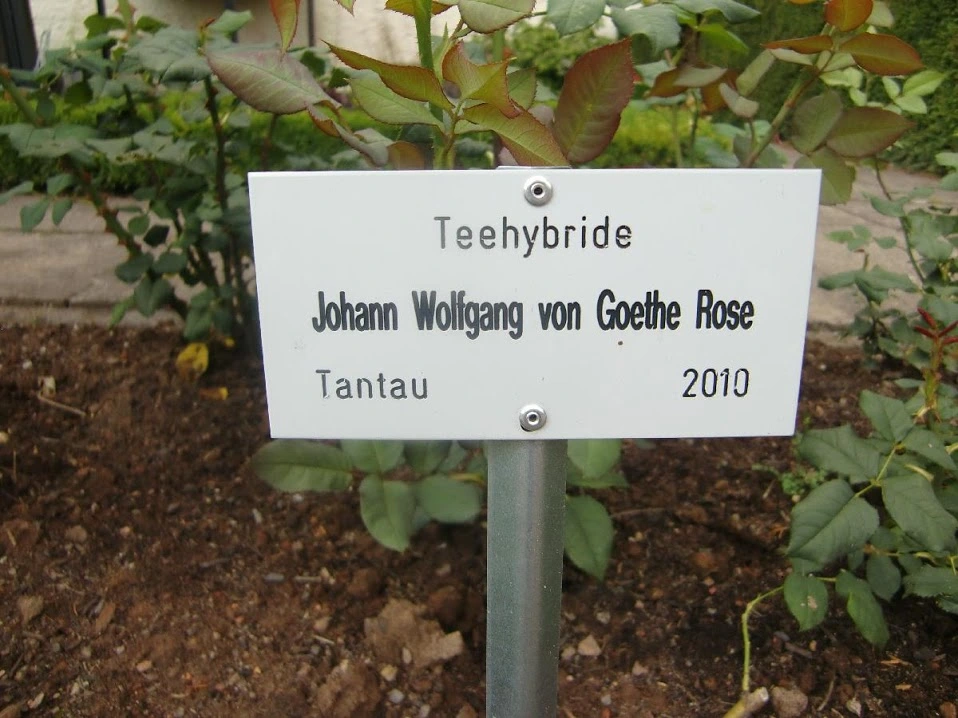 Teehybride
Johann Wolfgang von Goethe Rose
Tantau 2010